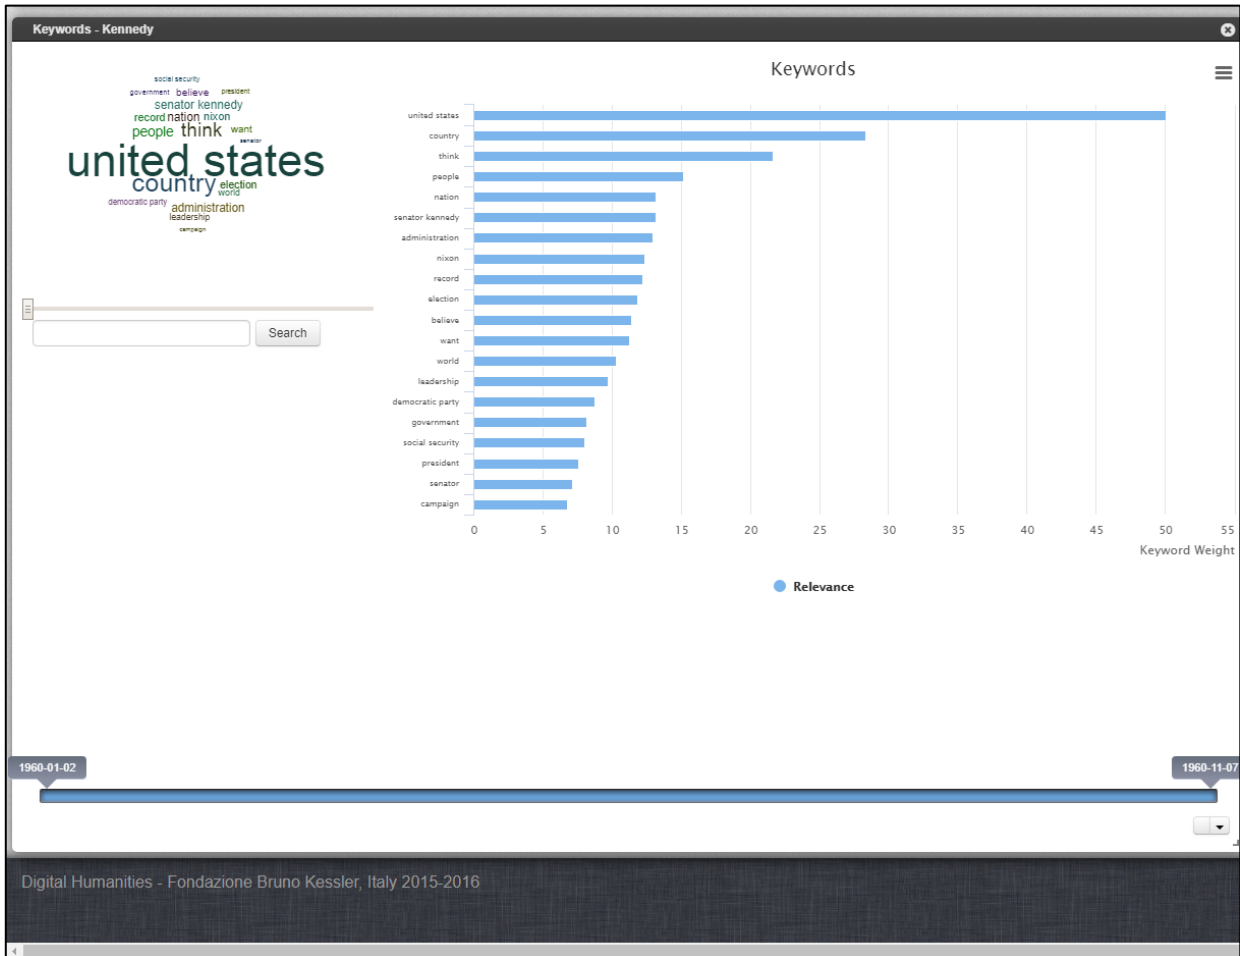 Keywords - Kennedy
social security
government believe president
senator kennedy
record nation nixon
people think want
senator
united states
country election
world
democratic party administration
leadership
campaign
Search
Keywords
united states
country
think
people
nation
senator kennedy
administration
nixon
record
election
believe
want
world
leadership
democratic party
government
social security
president
senator
campaign
0 5 10 15 20 25 30 35 40 45 50 55
Keyword Weight
Relevance
1960-01-02 1960-11-07
Digital Humanities - Fondazione Bruno Kessler, Italy 2015-2016